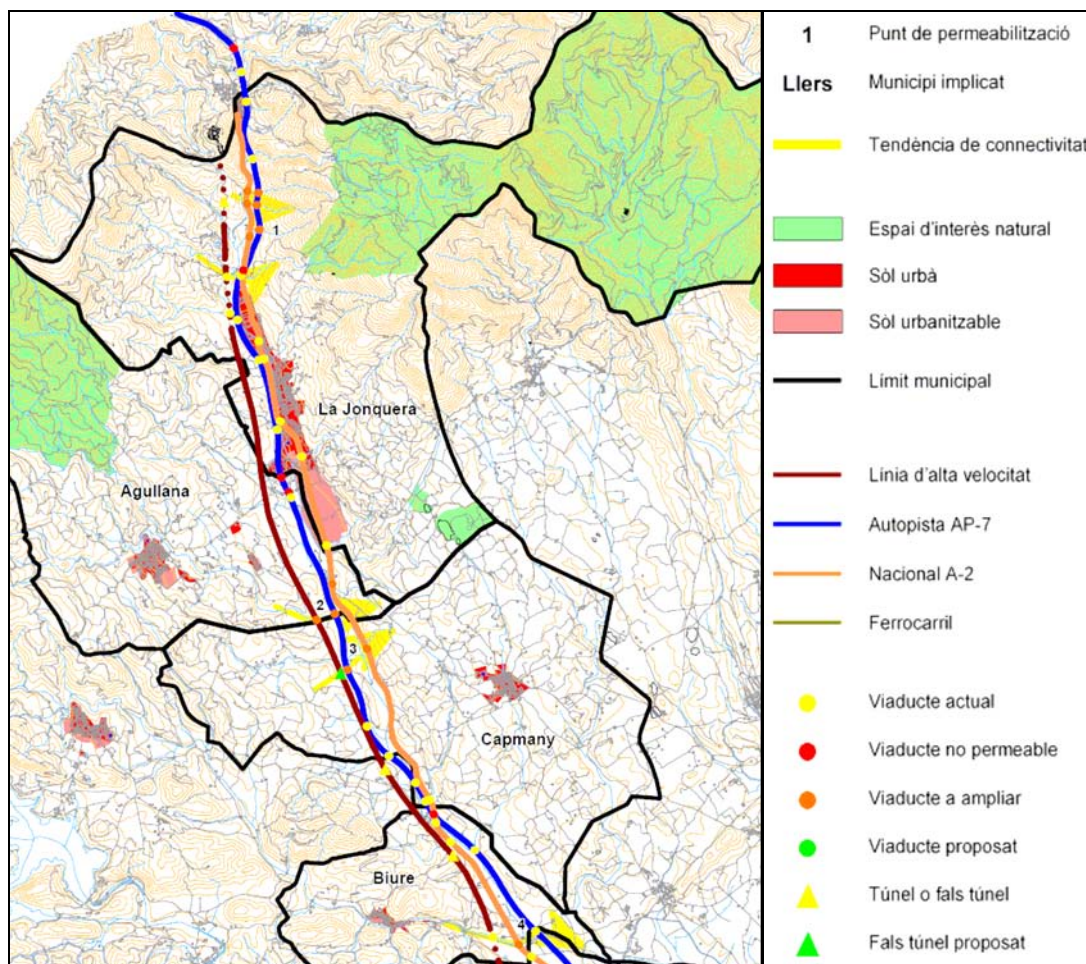 1
La Jonquera
Agullana
2
3
Capmany
Biure
4
1 Punt de permeabilització
Llers Municipi implicat
Tendència de connectivitat
Espai d'interès natural
Sòl urbà
Sòl urbanitzable
Límit municipal
Línia d'alta velocitat
Autopista AP-7
Nacional A-2
Ferrocarril
Viaducte actual
Viaducte no permeable
Viaducte a ampliar
Viaducte proposat
Túnel o fals túnel
Fals túnel proposat